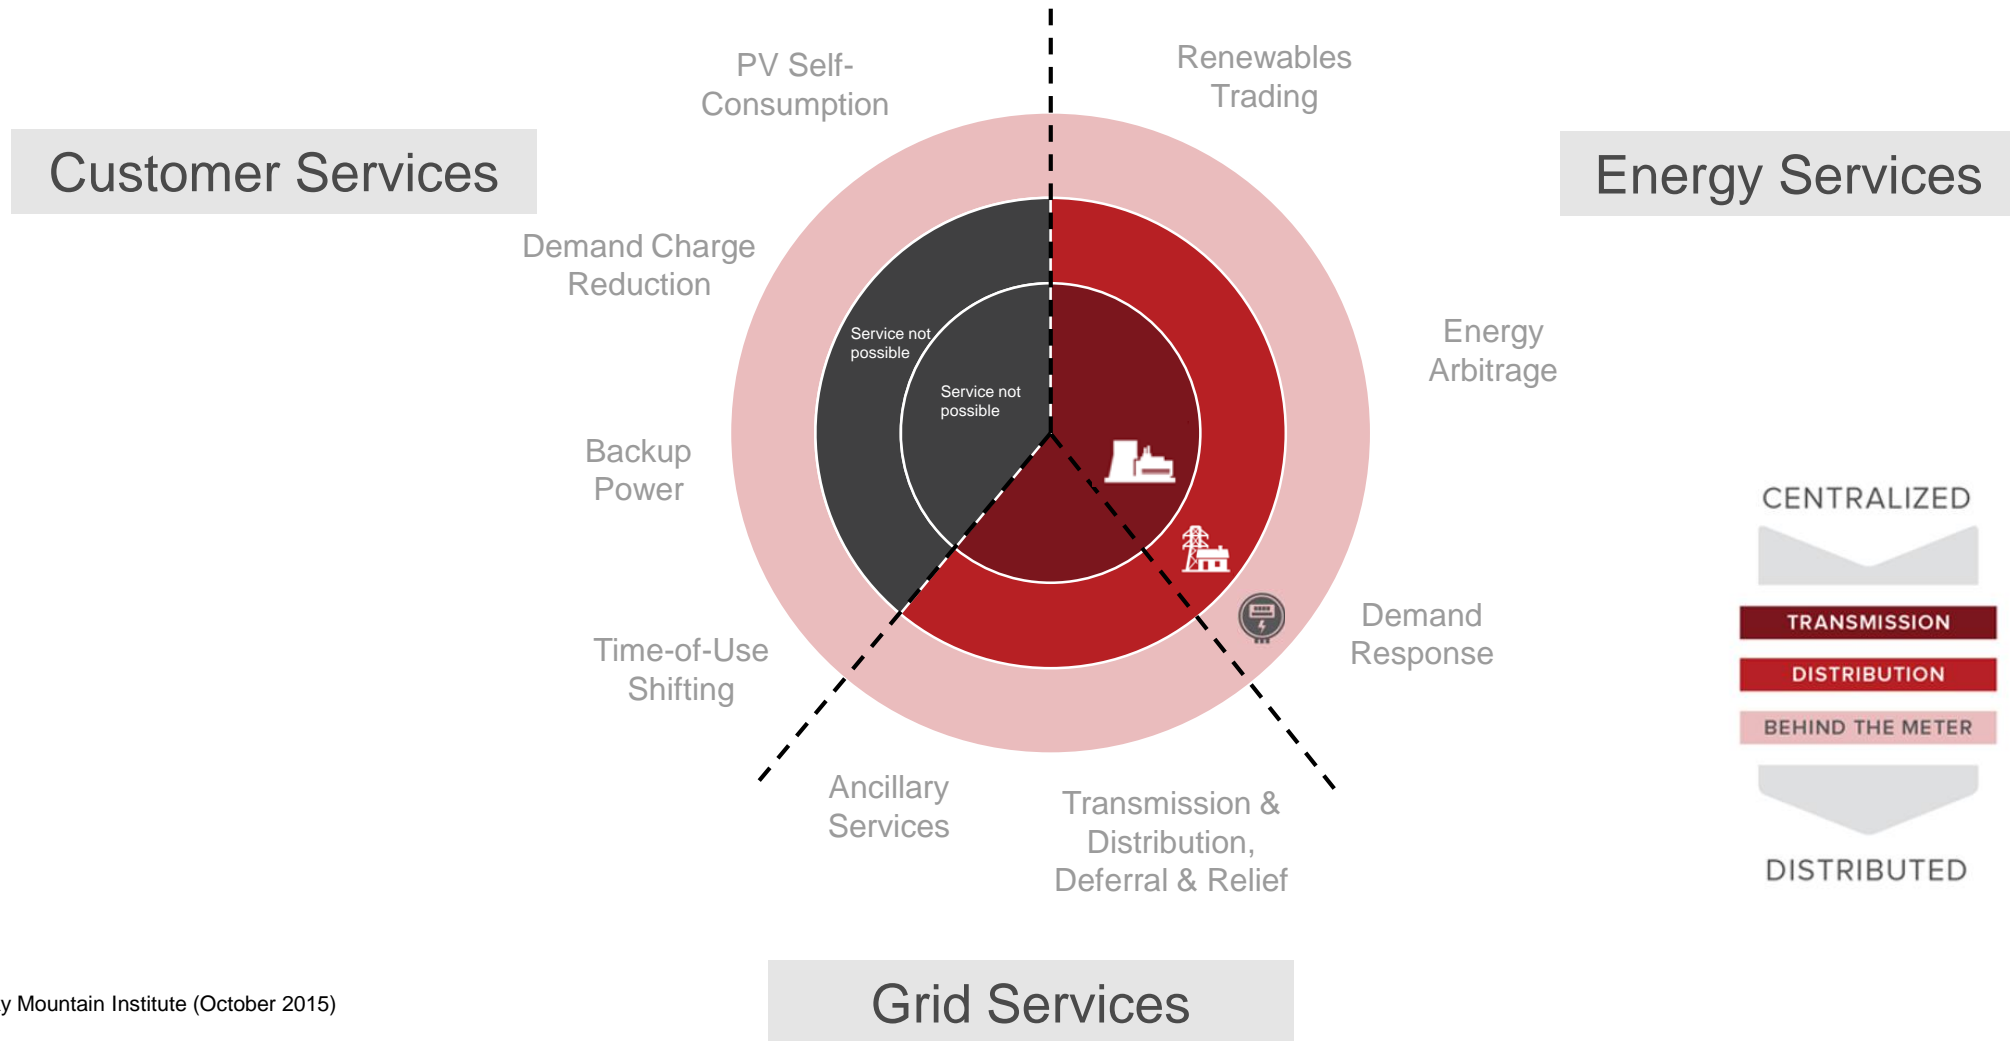 PV Self-
Consumption
Renewables
Trading
Customer Services
Energy Services
Demand Charge
Reduction
Service not
possible
Service not
possible
Energy
Arbitrage
Backup
Power
CENTRALIZED
TRANSMISSION
DISTRIBUTION
BEHIND THE METER
DISTRIBUTED
Demand
Response
Time-of-Use
Shifting
Ancillary
Services
Transmission &
Distribution,
Deferral & Relief
Grid Services
y Mountain Institute (October 2015)